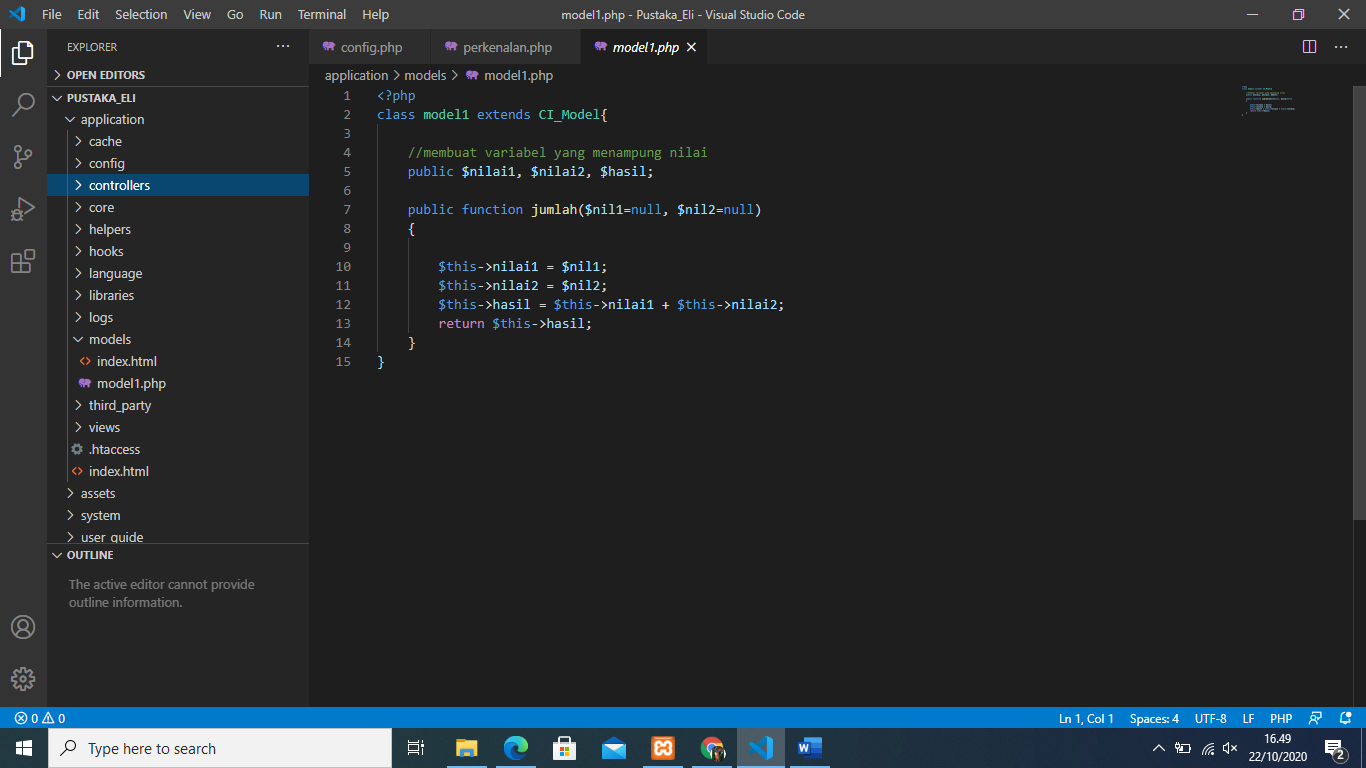 File Edit Selection View Go Run Terminal Help model1.php - Pustaka_Eli - Visual Studio Code
EXPLORER ...
OPEN EDITORS
PUSTAKA_ELI
application
cache
config
controllers
core
helpers
hooks
language
libraries
logs
models
index.html
model1.php
third_party
views
.htaccess
index.html
assets
system
user_guide
OUTLINE
The active editor cannot provide
outline information.
config.php perkenalan.php model1.php
application > models > model1.php
1 <?php
2 class model1 extends CI_Model{
3
4 //membuat variabel yang menampung nilai
5 public $nilai1, $nilai2, $hasil;
6
7 public function jumlah($nil1=null, $nil2=null)
8 {
9
10 $this->nilai1 = $nil1;
11 $this->nilai2 = $nil2;
12 $this->hasil = $this->nilai1 + $this->nilai2;
13 return $this->hasil;
14 }
15 }
0 0 Ln 1, Col 1 Spaces: 4 UTF-8 LF PHP
Type here to search
16.49
22/10/2020
2